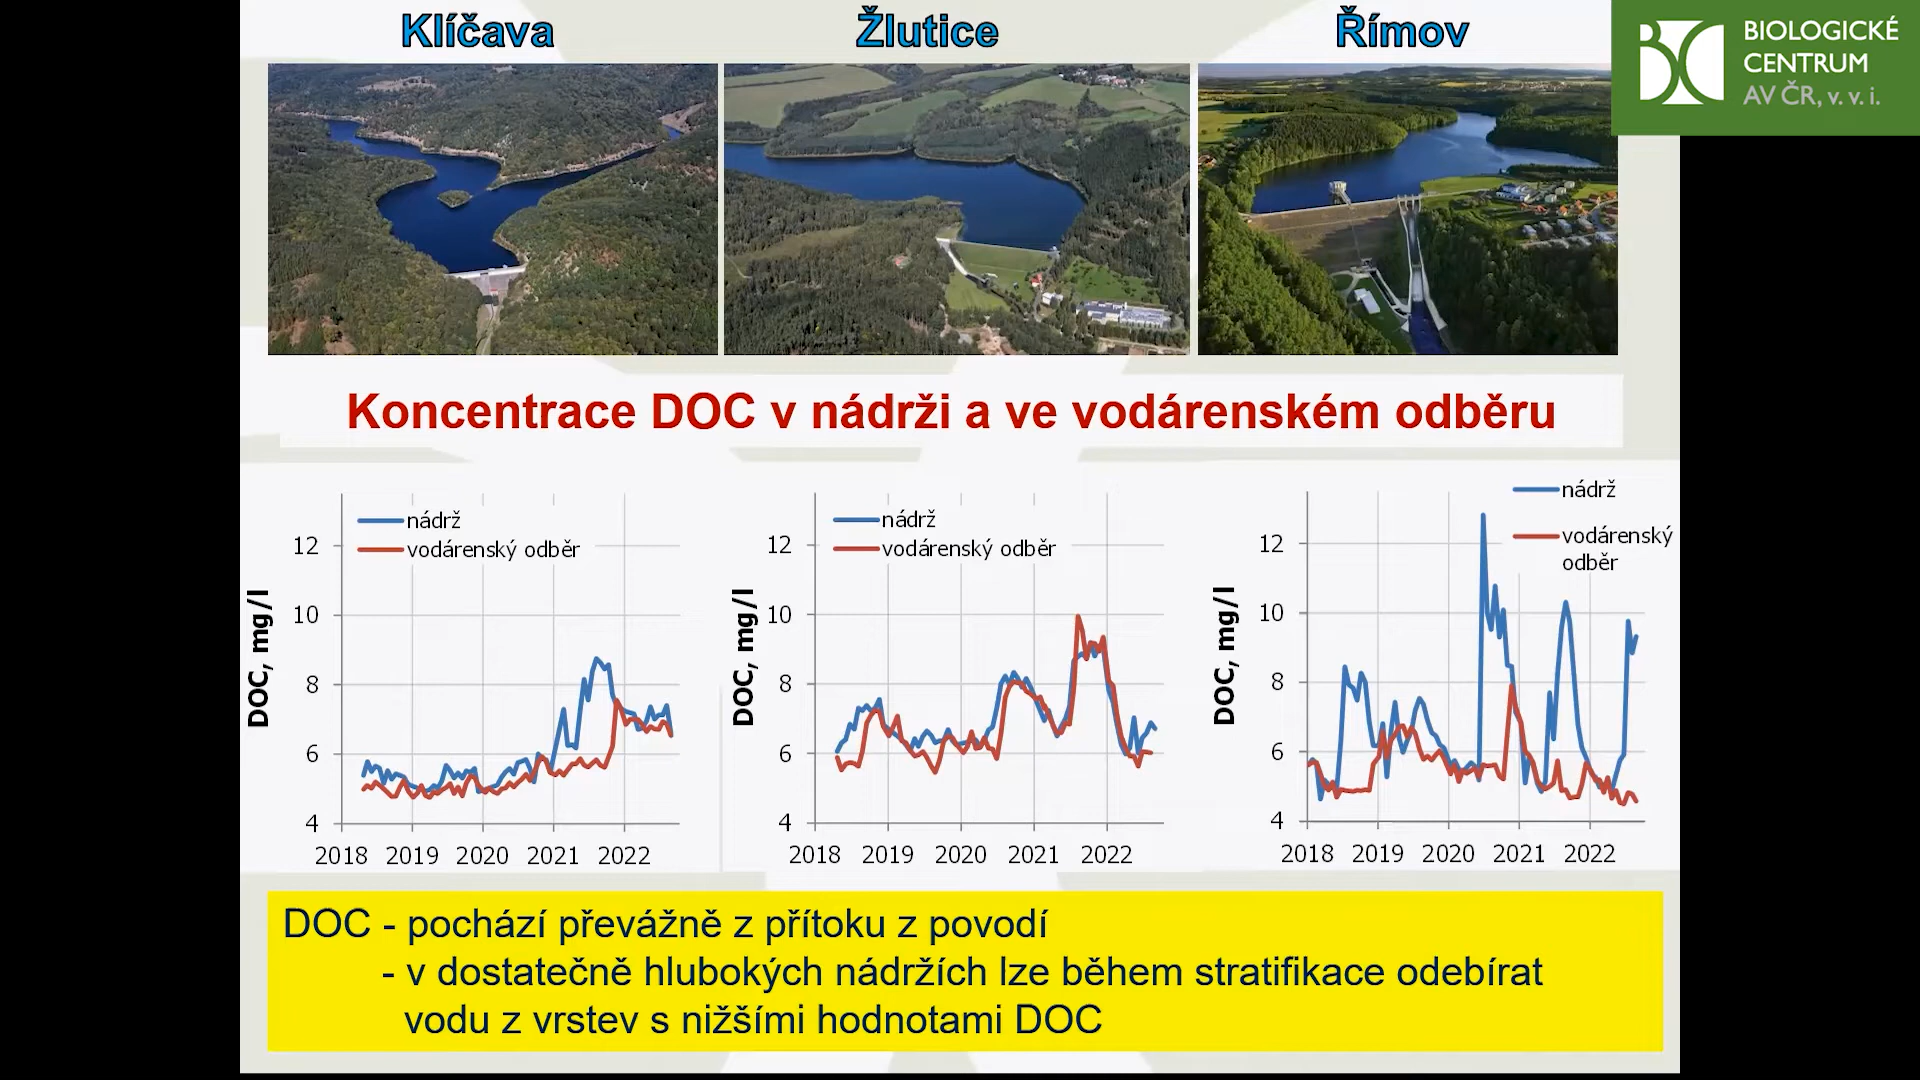 Klíčava
Žlutice
Římov
BIOLOGICKÉ
CENTRUM
AV ČR, v. v. i.
Koncentrace DOC v nádrži a ve vodárenském odběru
nádrž
vodárenský odběr
DOC, mg/l
12
10
8
6
4
2018 2019 2020 2021 2022
nádrž
vodárenský odběr
DOC, mg/l
12
10
8
6
4
2018 2019 2020 2021 2022
nádrž
vodárenský
odběr
DOC, mg/l
12
10
8
6
4
2018 2019 2020 2021 2022
DOC - pochází převážně z přítoku z povodí
- v dostatečně hlubokých nádržích lze během stratifikace odebírat
vodu z vrstev s nižšími hodnotami DOC